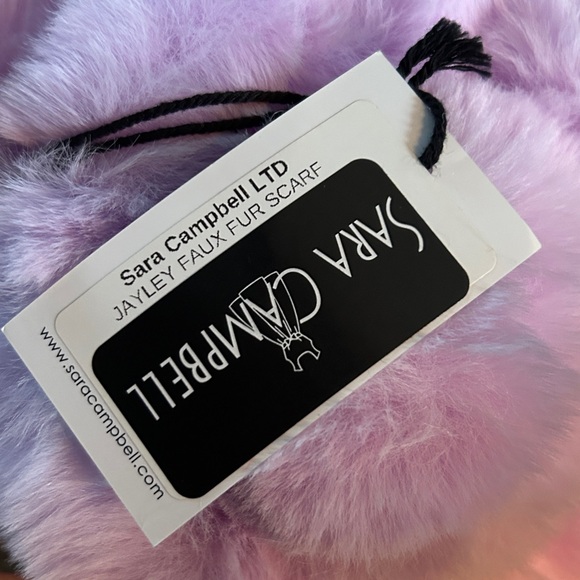 Sara Campbell LTD
JAYLEY FAUX FUR SCARF
SARA CAMPBELL
www.saracampbell.com